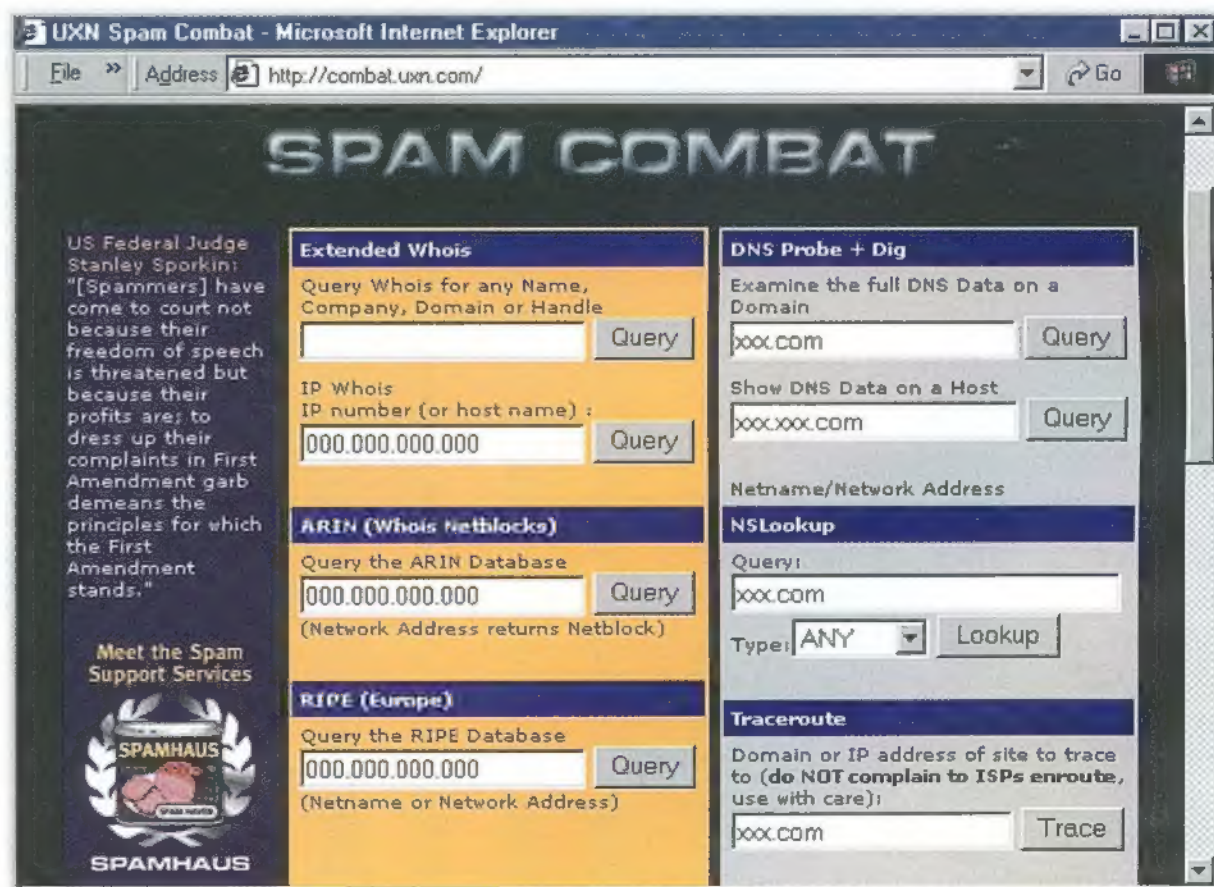 UXN Spam Combat - Microsoft Internet Explorer
File » Address http://combat.uxn.com/ Go
SPAM COMBAT
US Federal Judge
Stanley Sporkin:
"[Spammers] have
come to court not
because their
freedom of speech
is threatened but
because their
profits are; to
dress up their
complaints in First
Amendment garb
demeans the
principles for which
the First
Amendment
stands."
Meet the Spam
Support Services
SPAMHAUS
SPAMHAUS
Extended Whois
Query Whois for any Name,
Company, Domain or Handle
Query
IP Whois
IP number (or host name) :
000.000.000.000 Query
ARIN (Whois Netblocks)
Query the ARIN Database
000.000.000.000 Query
(Network Address returns Netblock)
RIPE (Europe)
Query the RIPE Database
000.000.000.000 Query
(Netname or Network Address)
DNS Probe + Dig
Examine the full DNS Data on a
Domain
xxx.com Query
Show DNS Data on a Host
xxx.xxx.com Query
Netname/Network Address
NSLookup
Query:
xxx.com
Type: ANY Lookup
Traceroute
Domain or IP address of site to trace
to (do NOT complain to ISPs enroute,
use with care):
xxx.com Trace